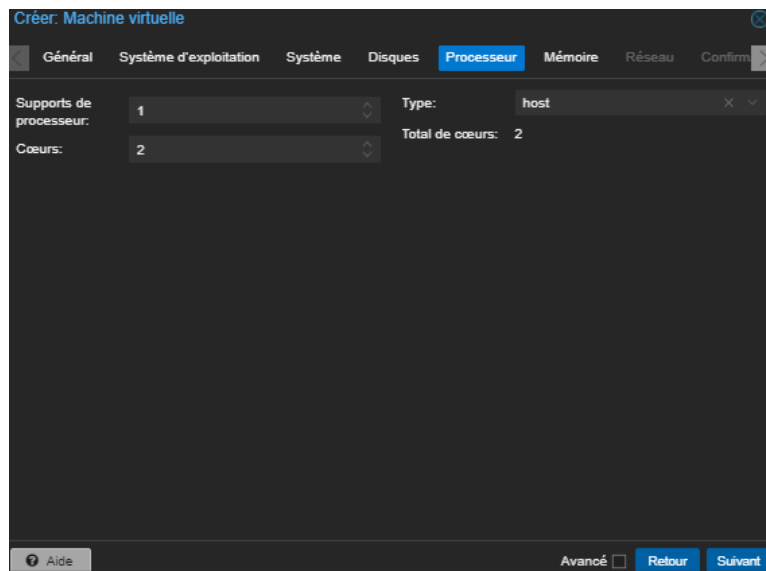 Créer: Machine virtuelle
Général Système d'exploitation Système Disques Processeur Mémoire Réseau Confirm
Supports de processeur: 1 Type: host
Cœurs: 2 Total de cœurs: 2
Aide Avancé Retour Suivant